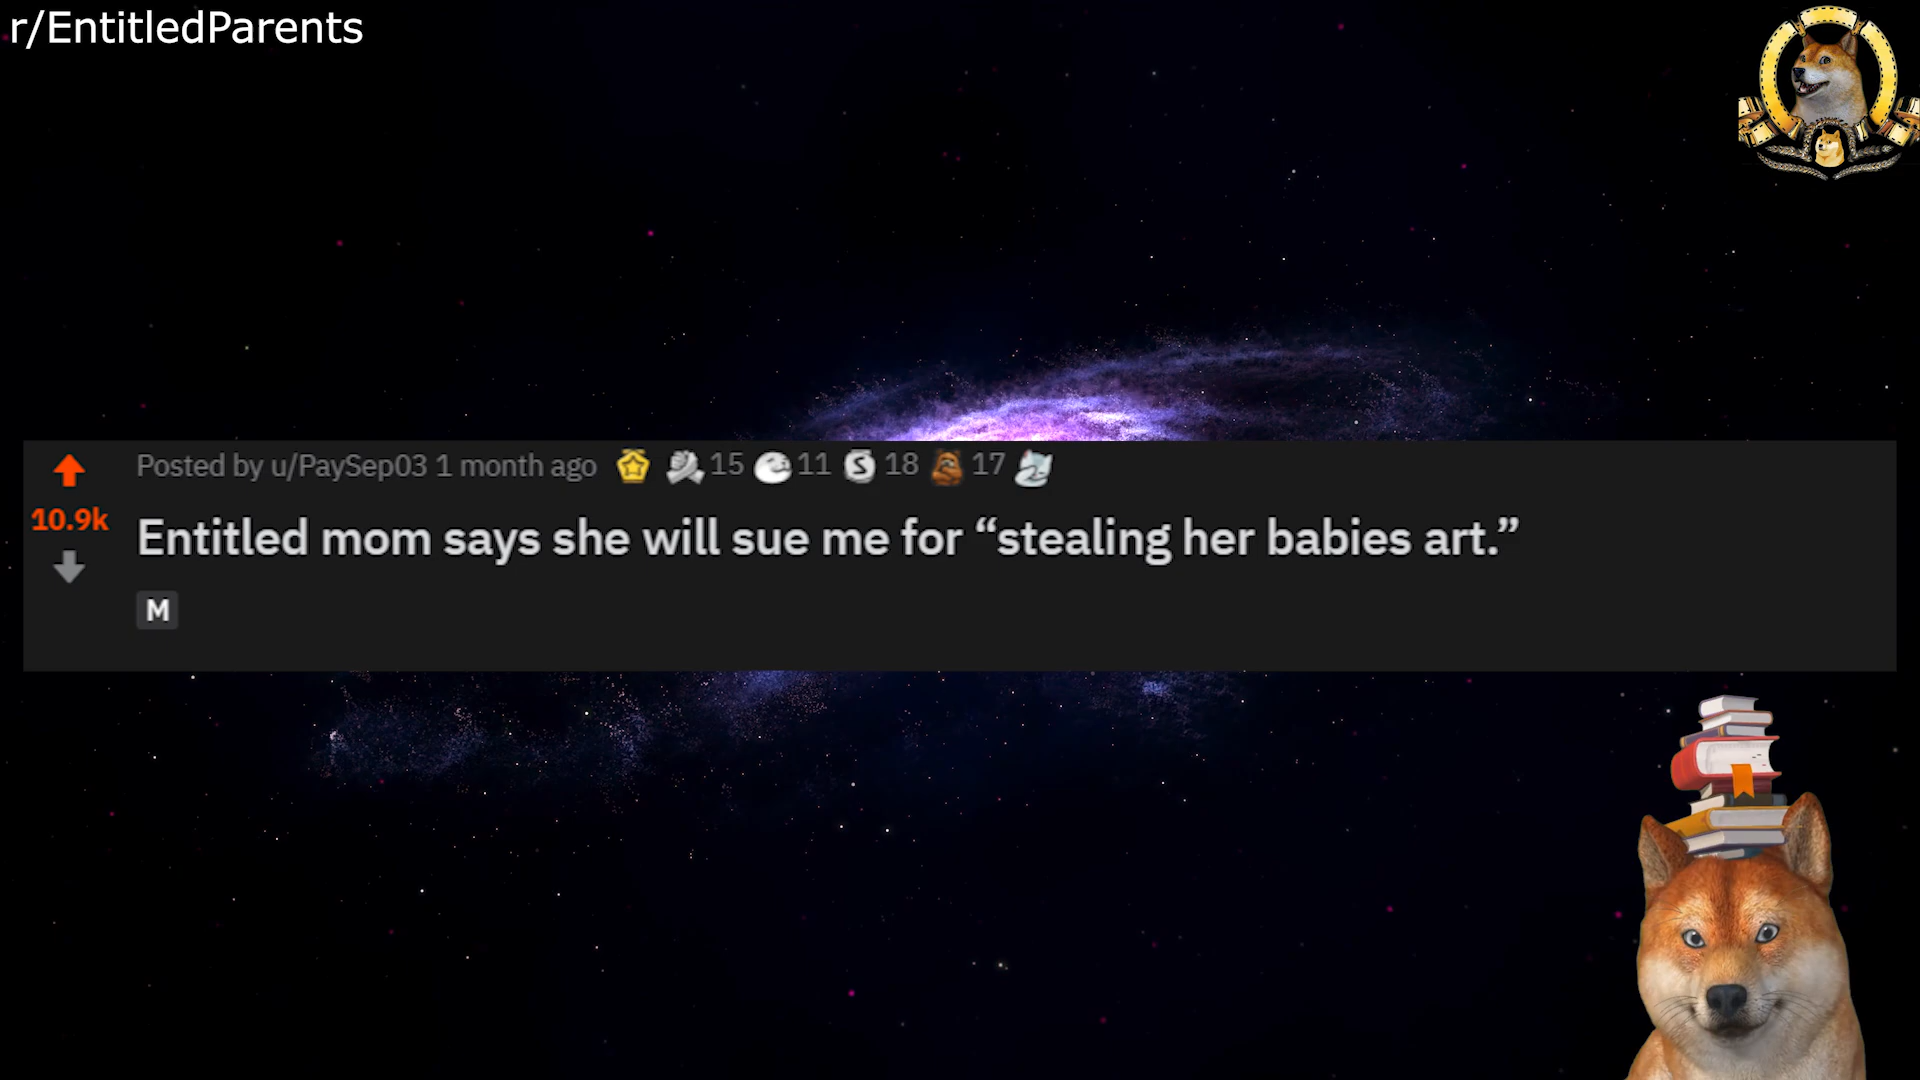 r/EntitledParents
Posted by u/PaySep03 1 month ago 15 11 S 18 17
10.9k
Entitled mom says she will sue me for “stealing her babies art.”
M